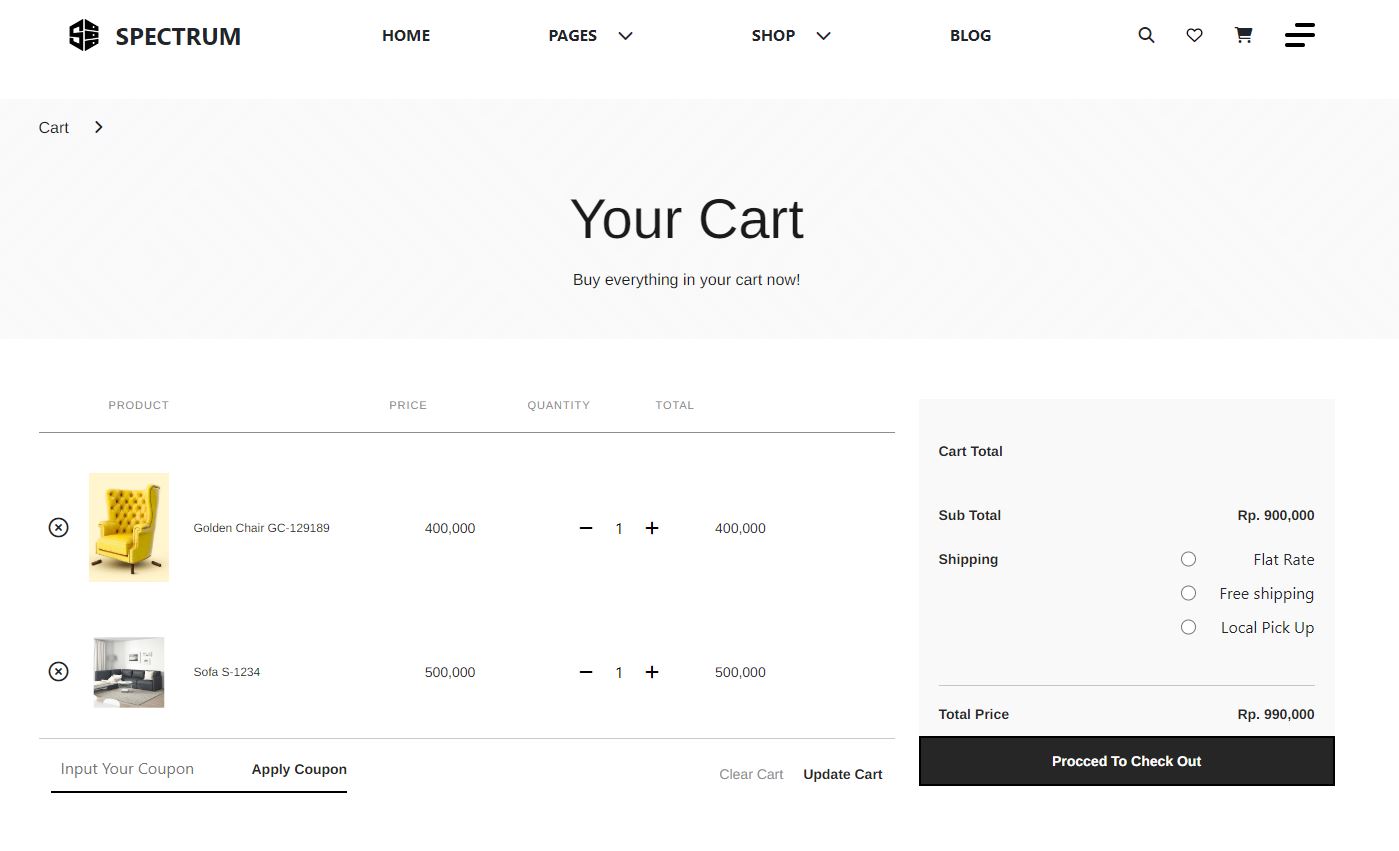 SPECTRUM HOME PAGES SHOP BLOG
Cart
Your Cart
Buy everything in your cart now!
PRODUCT PRICE QUANTITY TOTAL
Golden Chair GC-129189 400,000 1 400,000
Sofa S-1234 500,000 1 500,000
Input Your Coupon Apply Coupon Clear Cart Update Cart
Cart Total
Sub Total Rp. 900,000
Shipping Flat Rate
Free shipping
Local Pick Up
Total Price Rp. 990,000
Procced To Check Out